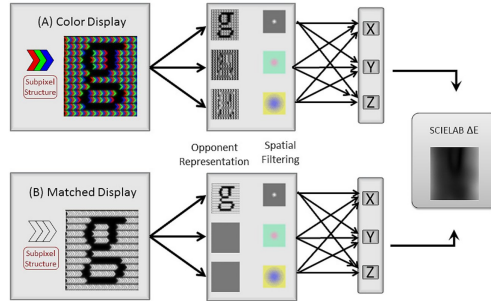 (A) Color Display
Subpixel
Structure
g
g
X
Y
Z
Opponent
Representation
Spatial
Filtering
SCIELAB ΔE
(B) Matched Display
Subpixel
Structure
g
g
X
Y
Z